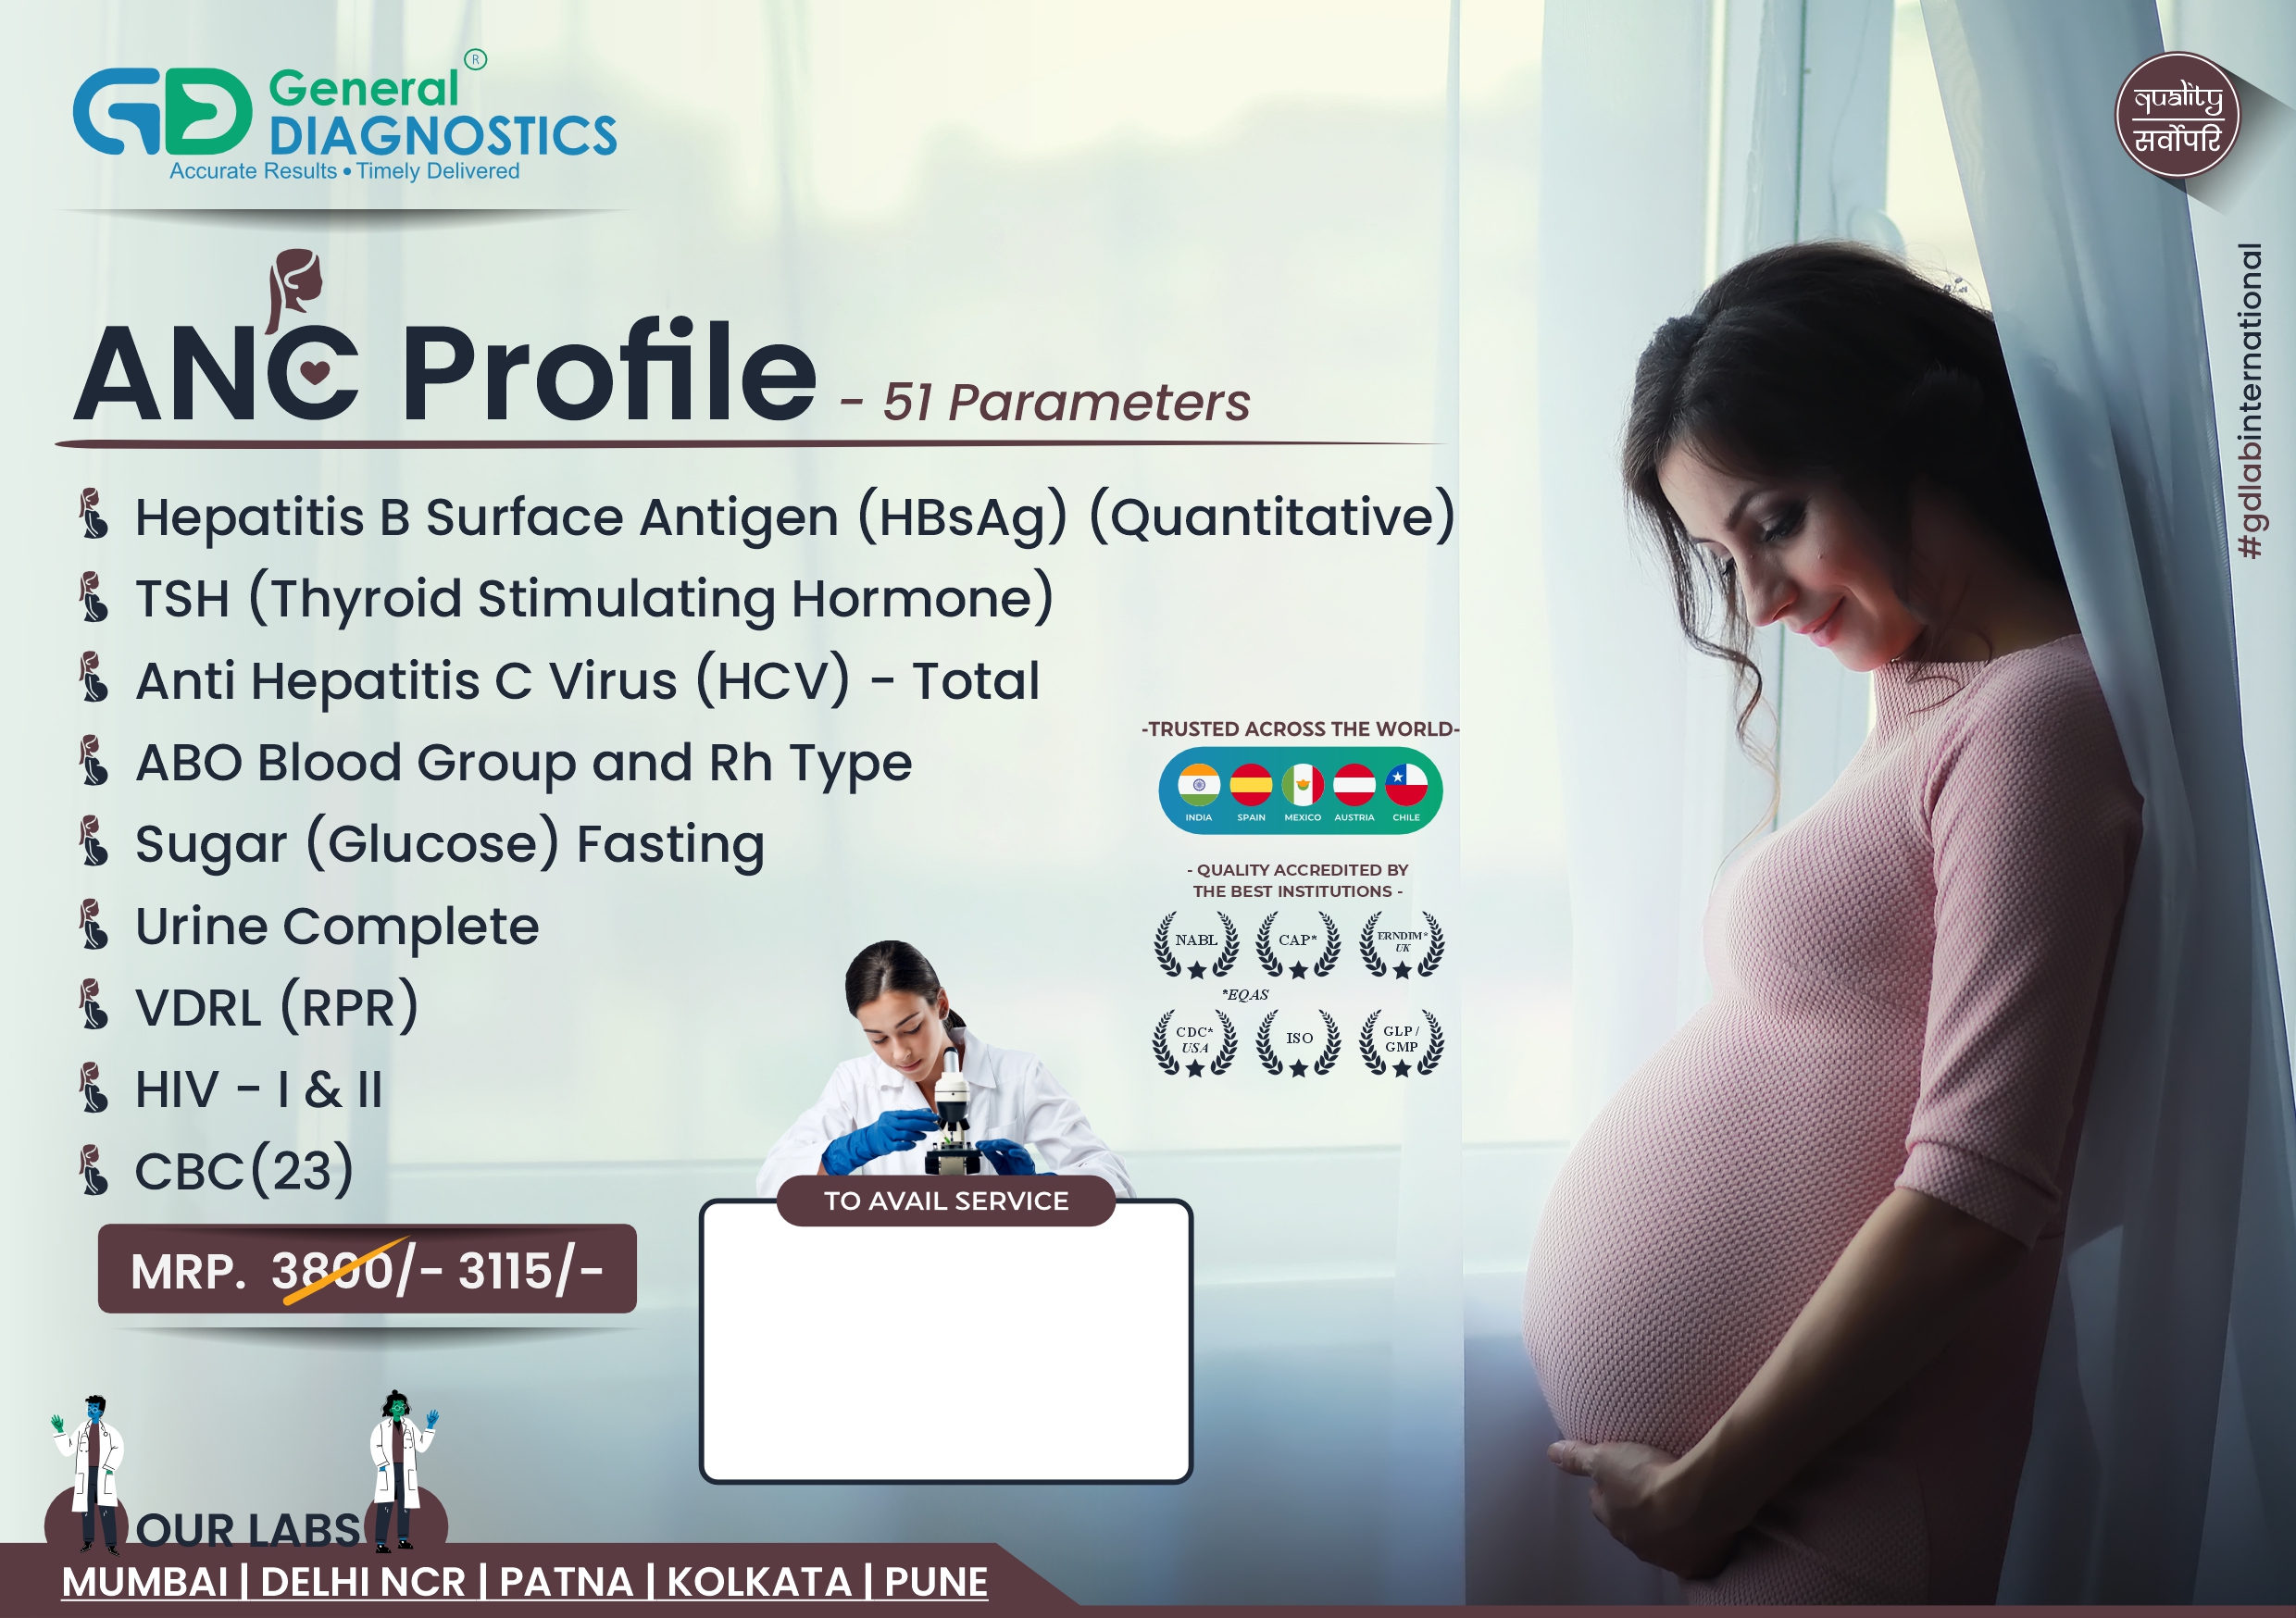 General ®
DIAGNOSTICS
Accurate Results • Timely Delivered
quality
सर्वोपरि
#gdlabinternational
ANC Profile - 51 Parameters
Hepatitis B Surface Antigen (HBsAg) (Quantitative)
TSH (Thyroid Stimulating Hormone)
Anti Hepatitis C Virus (HCV) - Total
ABO Blood Group and Rh Type
Sugar (Glucose) Fasting
Urine Complete
VDRL (RPR)
HIV - I & II
CBC(23)
MRP. 3800/- 3115/-
-TRUSTED ACROSS THE WORLD-
INDIA SPAIN MEXICO AUSTRIA CHILE
- QUALITY ACCREDITED BY
THE BEST INSTITUTIONS -
NABL CAP* ERNDIM* UK
*EQAS
CDC* USA ISO GLP / GMP
TO AVAIL SERVICE
OUR LABS
MUMBAI | DELHI NCR | PATNA | KOLKATA | PUNE